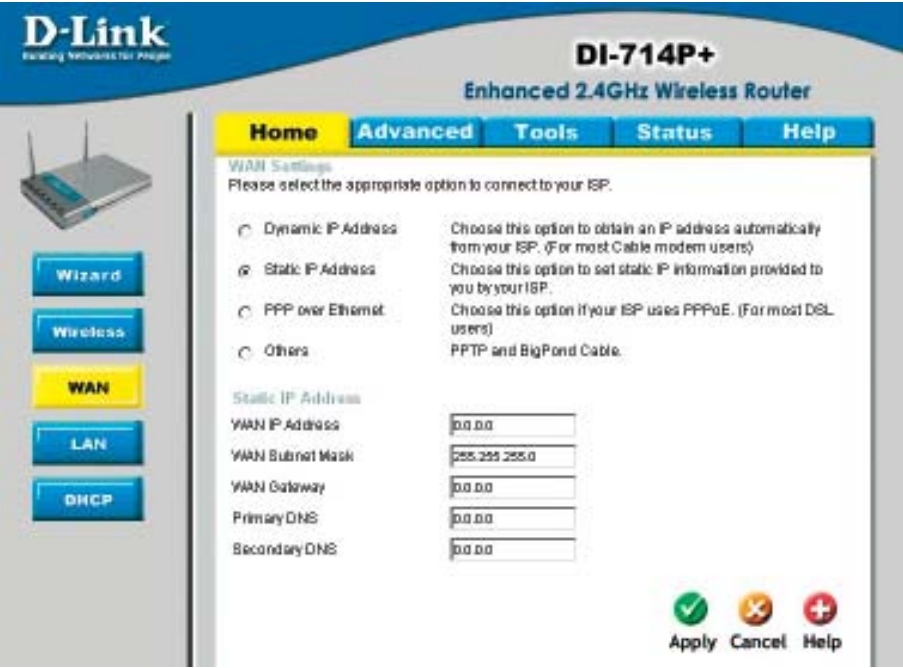 D-Link
Building Networks for People
DI-714P+
Enhanced 2.4GHz Wireless Router
Home Advanced Tools Status Help
WAN Settings
Please select the appropriate option to connect to your ISP.
Dynamic IP Address Choose this option to obtain an IP address automatically
from your ISP. (For most Cable modem users)
Wizard
Static IP Address Choose this option to set static IP information provided to
you by your ISP.
PPP over Ethernet Choose this option if your ISP uses PPPoE. (For most DSL
users)
Wireless
Others PPTP and BigPond Cable.
WAN
Static IP Address
WAN IP Address 0.0.0.0
LAN
WAN Subnet Mask 255.255.255.0
WAN Gateway 0.0.0.0
DHCP
Primary DNS 0.0.0.0
Secondary DNS 0.0.0.0
Apply Cancel Help